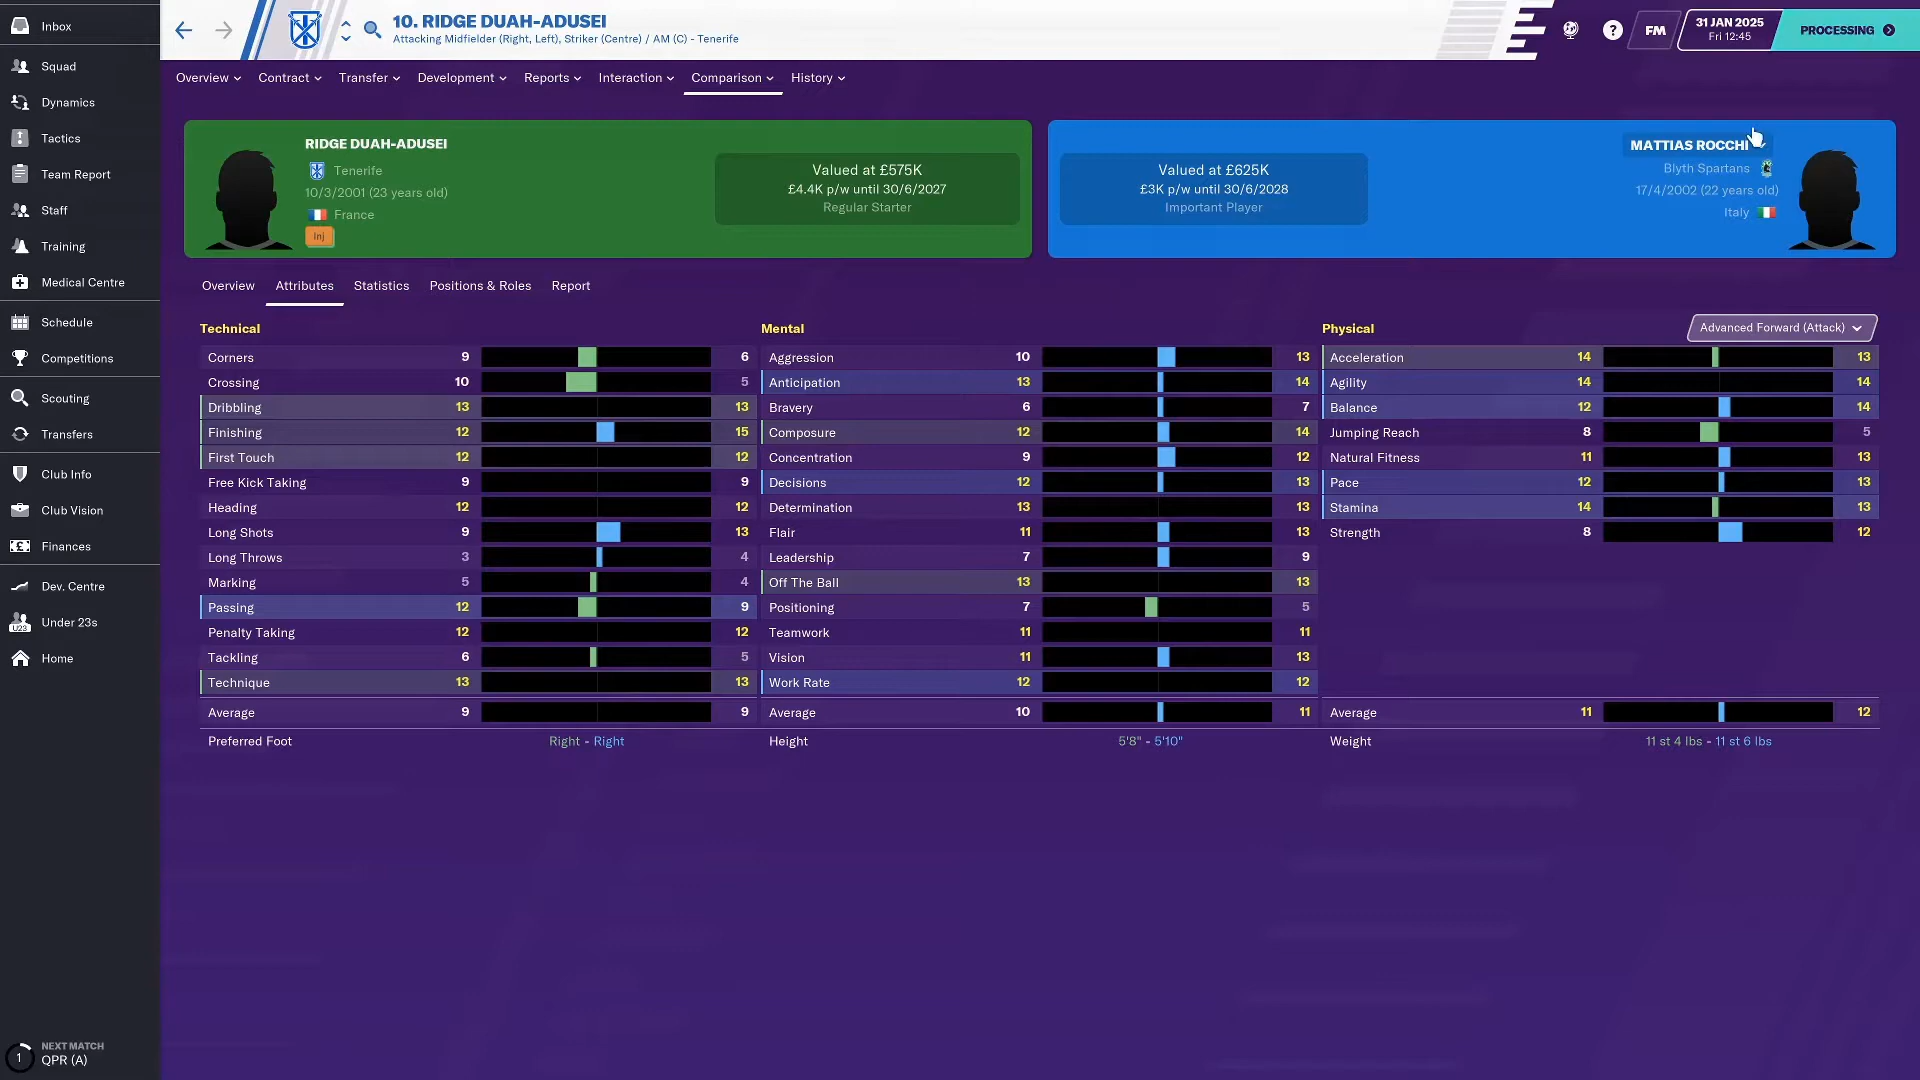 Inbox
Squad
Dynamics
Tactics
Team Report
Staff
Training
Medical Centre
Schedule
Competitions
Scouting
Transfers
Club Info
Club Vision
Finances
Dev. Centre
U23
Under 23s
Home
1
NEXT MATCH
QPR (A)
10. RIDGE DUAH-ADUSEI
Attacking Midfielder (Right, Left), Striker (Centre) / AM (C) - Tenerife
?
FM
31 JAN 2025
Fri 12:45
PROCESSING
Overview Contract Transfer Development Reports Interaction Comparison History
RIDGE DUAH-ADUSEI
Tenerife
10/3/2001 (23 years old)
France
Inj
Valued at £575K
£4.4K p/w until 30/6/2027
Regular Starter
Valued at £625K
£3K p/w until 30/6/2028
Important Player
MATTIAS ROCCHI
Blyth Spartans
17/4/2002 (22 years old)
Italy
Overview Attributes Statistics Positions & Roles Report
Technical
Corners 9 6
Crossing 10 5
Dribbling 13 13
Finishing 12 15
First Touch 12 12
Free Kick Taking 9 9
Heading 12 12
Long Shots 9 13
Long Throws 3 4
Marking 5 4
Passing 12 9
Penalty Taking 12 12
Tackling 6 5
Technique 13 13
Average 9 9
Preferred Foot Right - Right
Mental
Aggression 10 13
Anticipation 13 14
Bravery 6 7
Composure 12 14
Concentration 9 12
Decisions 12 13
Determination 13 13
Flair 11 13
Leadership 7 9
Off The Ball 13 13
Positioning 7 5
Teamwork 11 11
Vision 11 13
Work Rate 12 12
Average 10 11
Height 5'8" - 5'10"
Physical
Advanced Forward (Attack)
Acceleration 14 13
Agility 14 14
Balance 12 14
Jumping Reach 8 5
Natural Fitness 11 13
Pace 12 13
Stamina 14 13
Strength 8 12
Average 11 12
Weight 11 st 4 lbs - 11 st 6 lbs